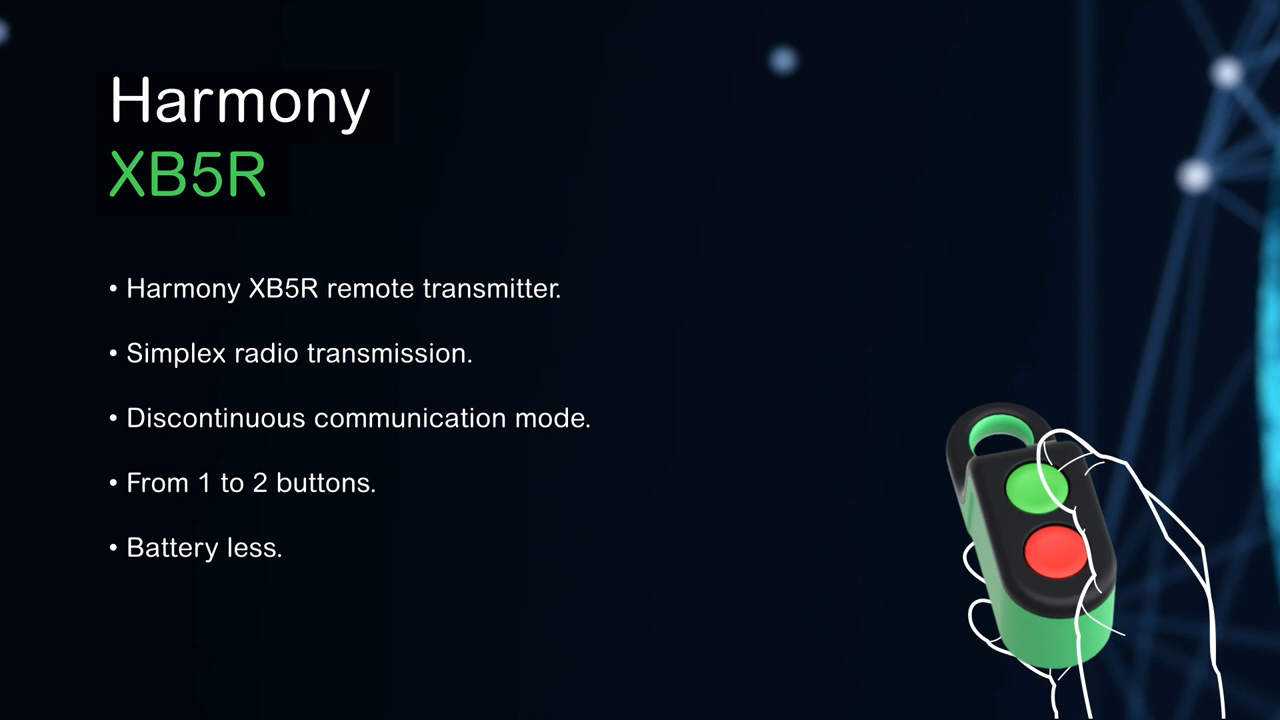 Harmony
XB5R
• Harmony XB5R remote transmitter.
• Simplex radio transmission.
• Discontinuous communication mode.
• From 1 to 2 buttons.
• Battery less.